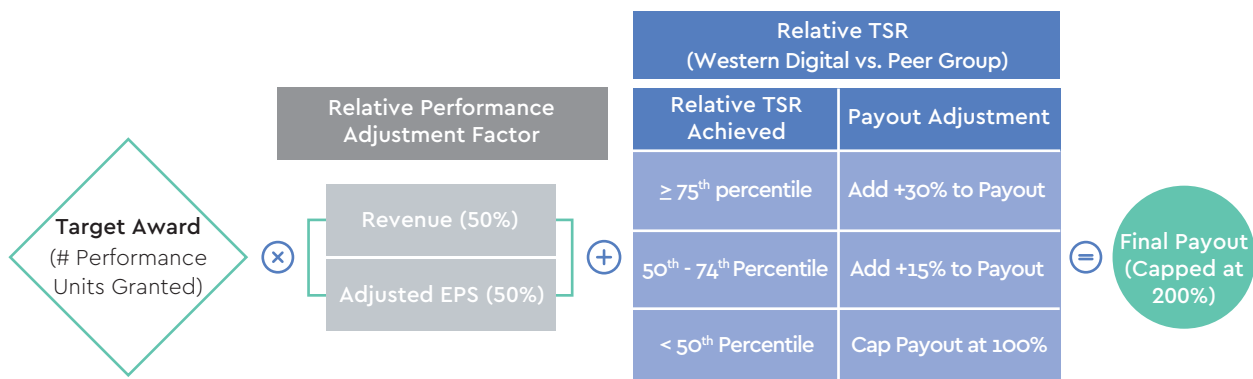 Relative TSR
(Western Digital vs. Peer Group)
Relative Performance
Adjustment Factor
Relative TSR
Achieved
Payout Adjustment
Target Award
(# Performance
Units Granted)
×
Revenue (50%)
Adjusted EPS (50%)
+
≥ 75th percentile
Add +30% to Payout
50th - 74th Percentile
Add +15% to Payout
< 50th Percentile
Cap Payout at 100%
=
Final Payout
(Capped at
200%)